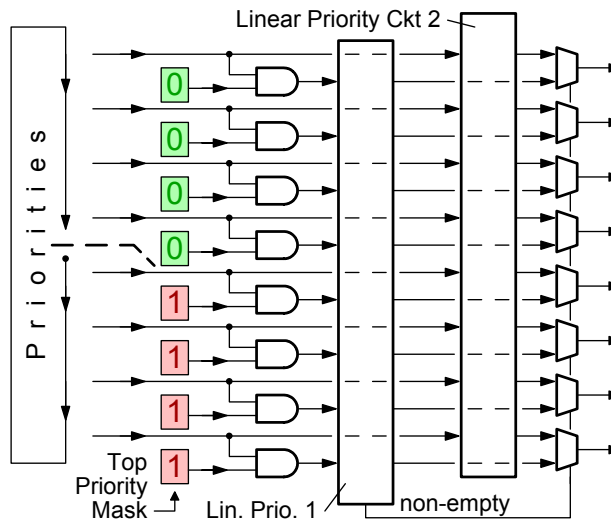 Linear Priority Ckt 2
Priorities
0
0
0
0
1
1
1
1
Top
Priority
Mask
Lin. Prio. 1
non-empty